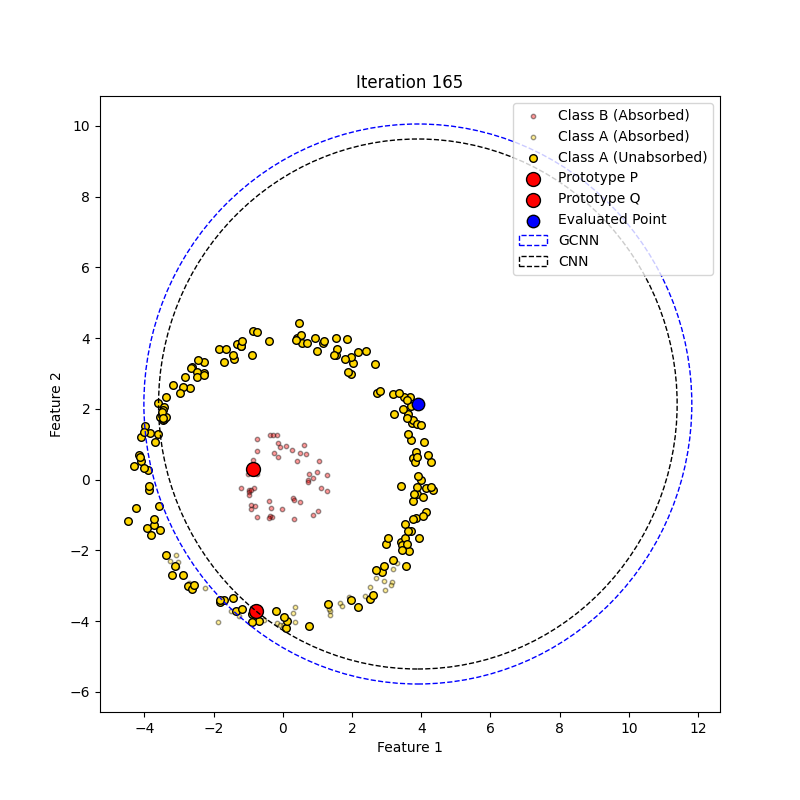 Iteration 165
Class B (Absorbed)
Class A (Absorbed)
Class A (Unabsorbed)
Prototype P
Prototype Q
Evaluated Point
GCNN
CNN
10
8
6
4
2
0
−2
−4
−6
Feature 2
−4 −2 0 2 4 6 8 10 12
Feature 1